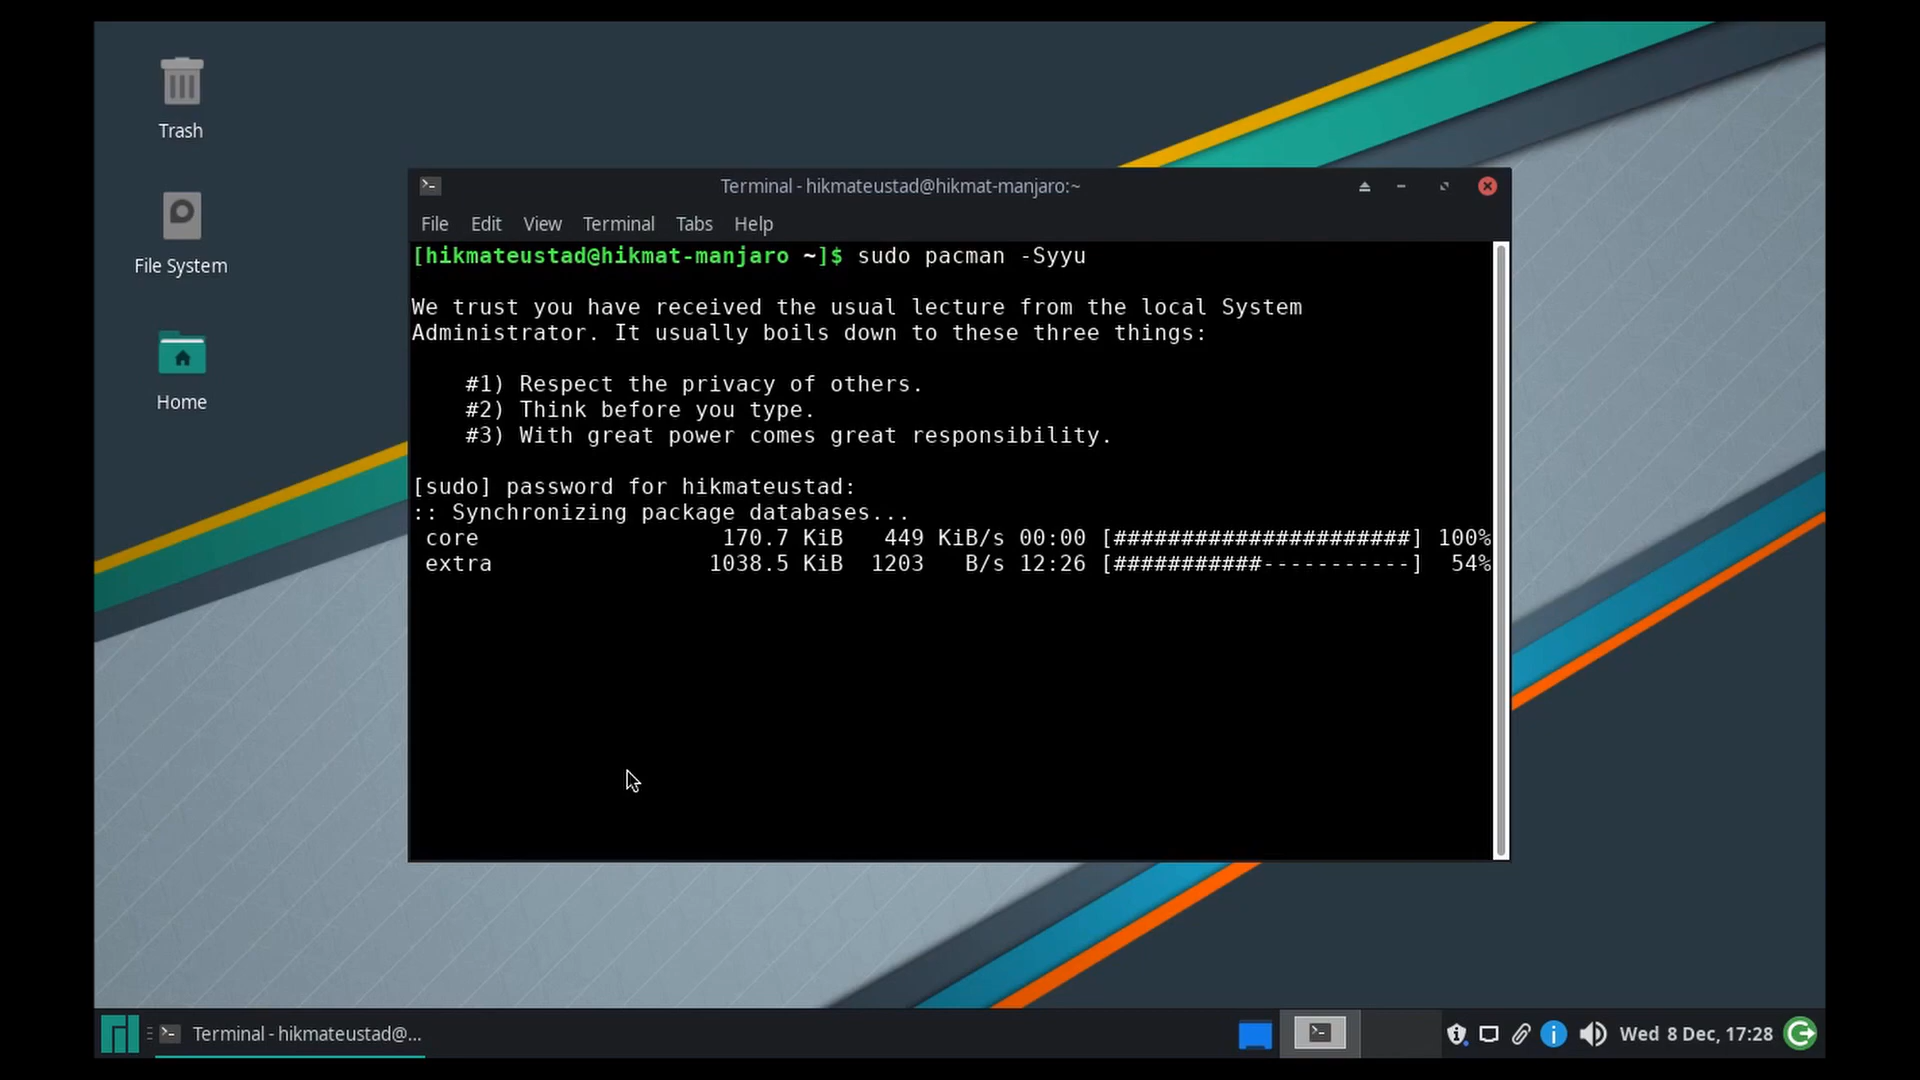 Trash
File System
Home
Terminal - hikmateustad@hikmat-manjaro:~
File Edit View Terminal Tabs Help
[hikmateustad@hikmat-manjaro ~]$ sudo pacman -Syyu
We trust you have received the usual lecture from the local System
Administrator. It usually boils down to these three things:
#1) Respect the privacy of others.
#2) Think before you type.
#3) With great power comes great responsibility.
[sudo] password for hikmateustad:
:: Synchronizing package databases...
core 170.7 KiB 449 KiB/s 00:00 [######################] 100%
extra 1038.5 KiB 1203 B/s 12:26 [###########-----------] 54%
Terminal - hikmateustad@...
Wed 8 Dec, 17:28